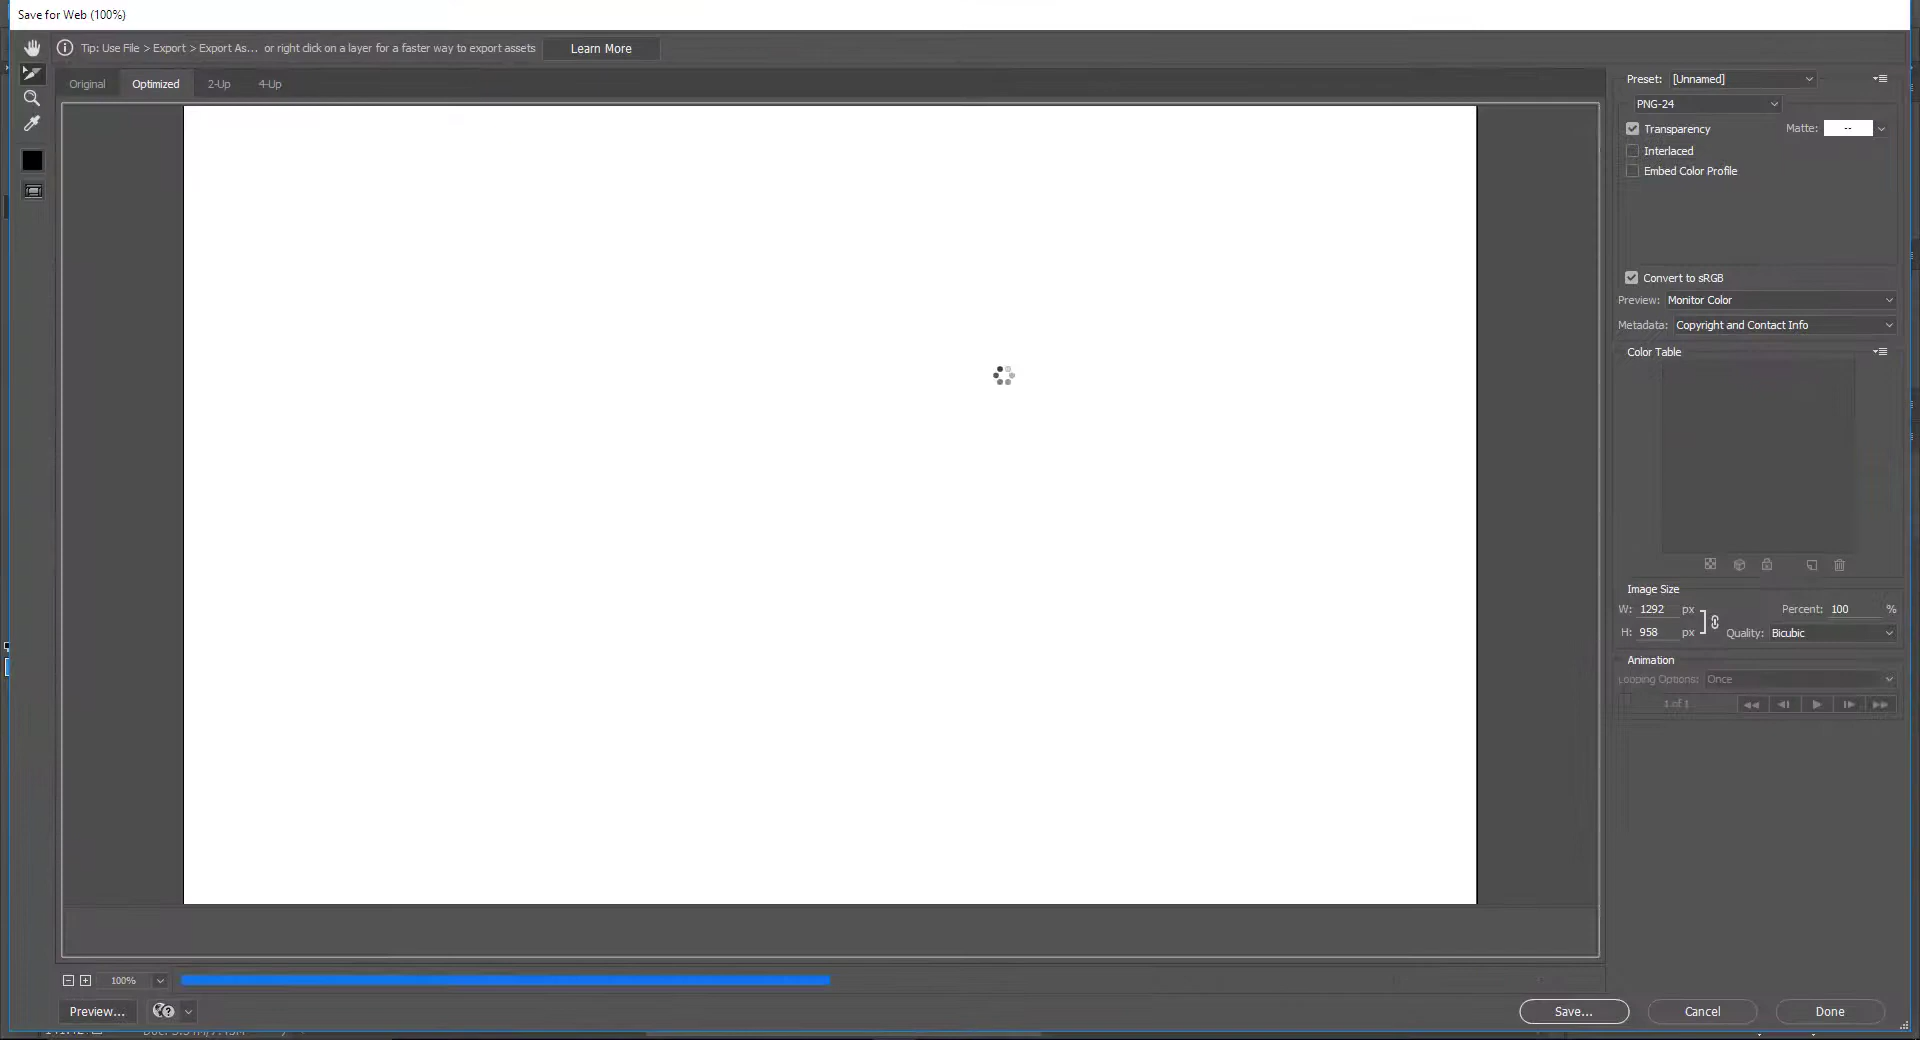 Save for Web (100%)
Tip: Use File > Export > Export As... or right click on a layer for a faster way to export assets
Learn More
Original
Optimized
2-Up
4-Up
Preset: [Unnamed]
PNG-24
Transparency
Matte: --
Interlaced
Embed Color Profile
Convert to sRGB
Preview: Monitor Color
Metadata: Copyright and Contact Info
Color Table
Image Size
W: 1292 px
Percent: 100 %
H: 958 px
Quality: Bicubic
Animation
Looping Options: Once
1 of 1
100%
Preview...
Save...
Cancel
Done